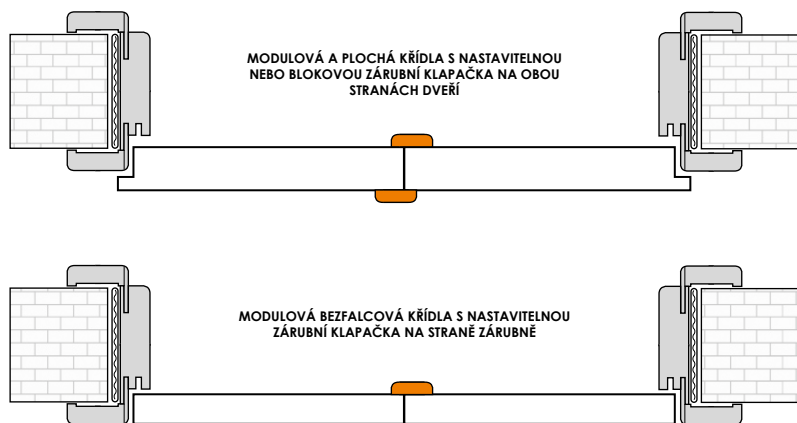 MODULOVÁ A PLOCHÁ KŘÍDLA S NASTAVITELNOU
NEBO BLOKOVOU ZÁRUBNÍ KLAPAČKA NA OBOU
STRANÁCH DVEŘÍ
MODULOVÁ BEZFALCOVÁ KŘÍDLA S NASTAVITELNOU
ZÁRUBNÍ KLAPAČKA NA STRANĚ ZÁRUBNĚ